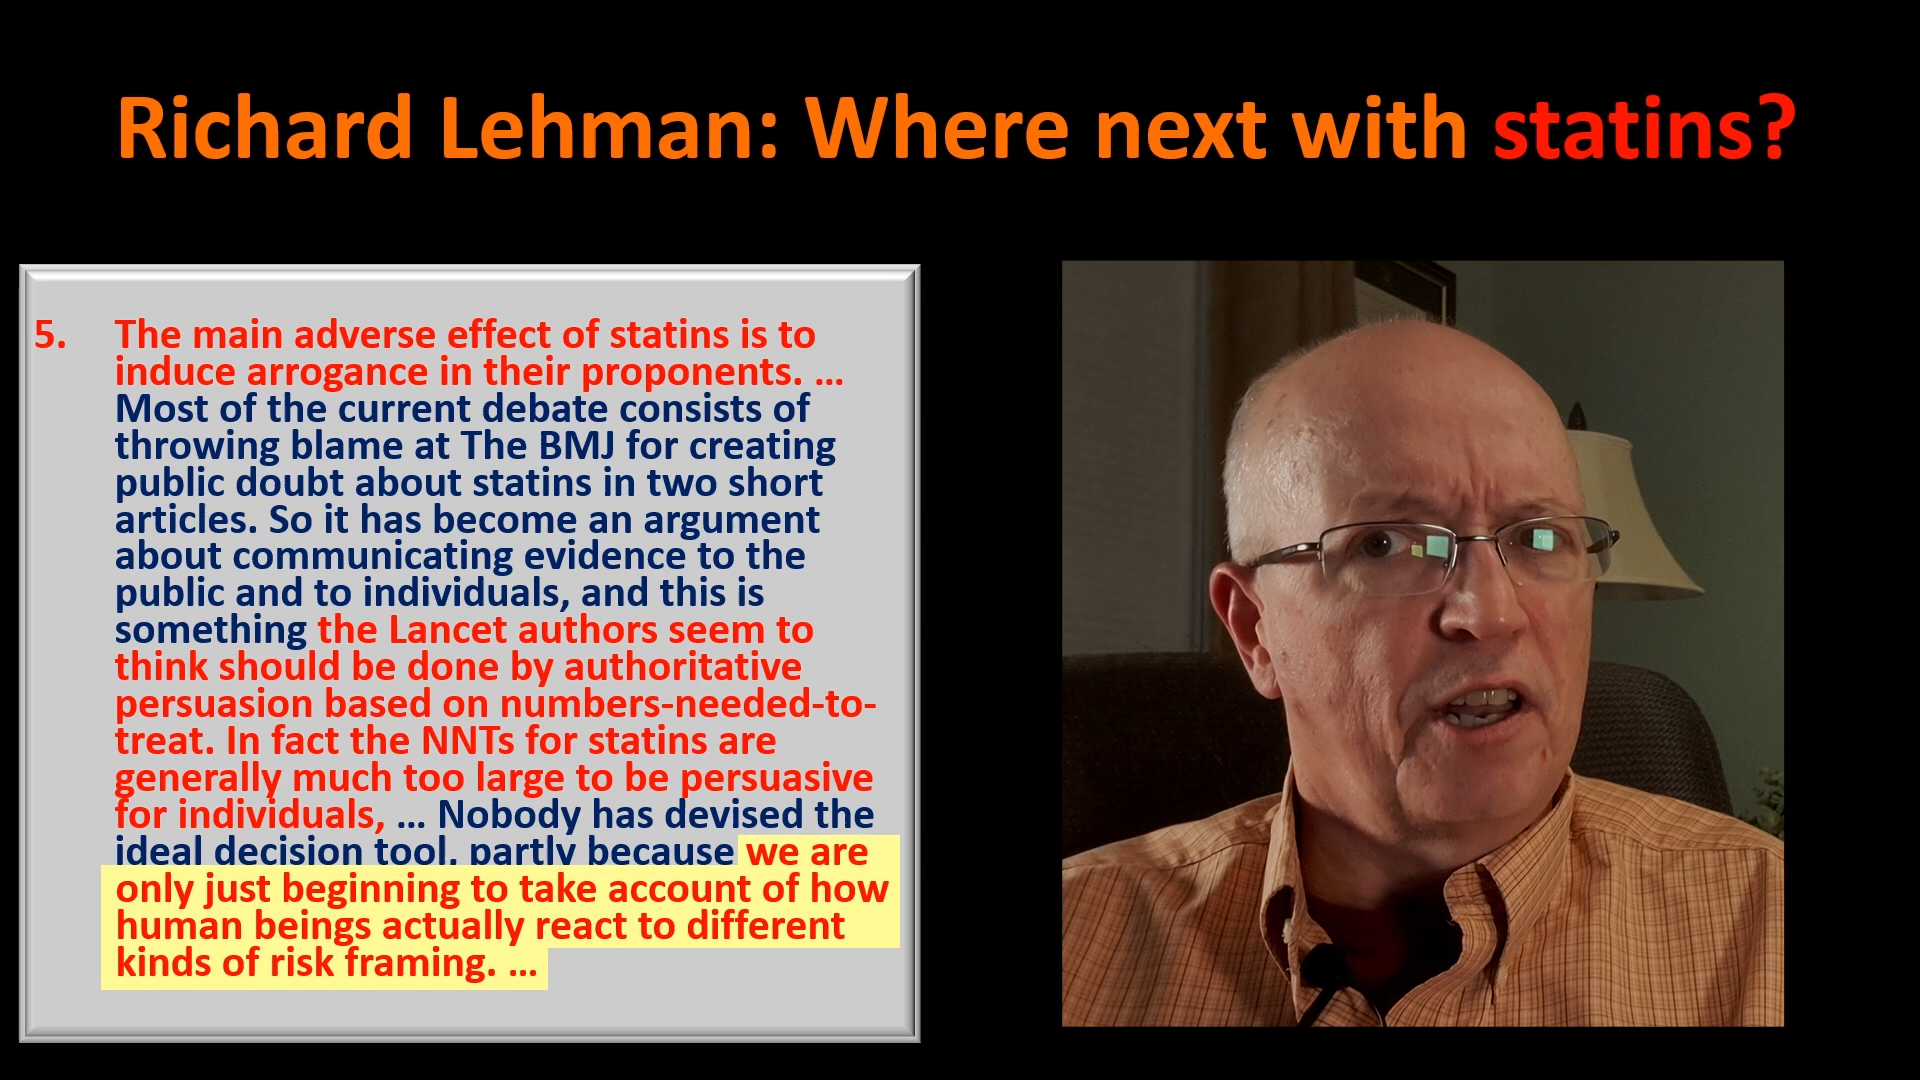 Richard Lehman: Where next with statins?
5. The main adverse effect of statins is to
induce arrogance in their proponents. ...
Most of the current debate consists of
throwing blame at The BMJ for creating
public doubt about statins in two short
articles. So it has become an argument
about communicating evidence to the
public and to individuals, and this is
something the Lancet authors seem to
think should be done by authoritative
persuasion based on numbers-needed-to-
treat. In fact the NNTs for statins are
generally much too large to be persuasive
for individuals, ... Nobody has devised the
ideal decision tool, partly because we are
only just beginning to take account of how
human beings actually react to different
kinds of risk framing. ...